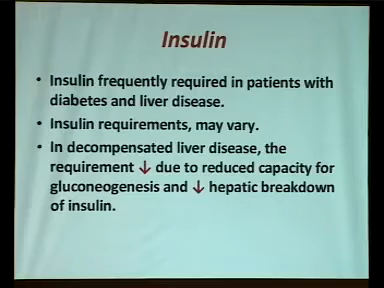 Insulin
• Insulin frequently required in patients with
diabetes and liver disease.
• Insulin requirements, may vary.
• In decompensated liver disease, the
requirement ↓ due to reduced capacity for
gluconeogenesis and ↓ hepatic breakdown
of insulin.